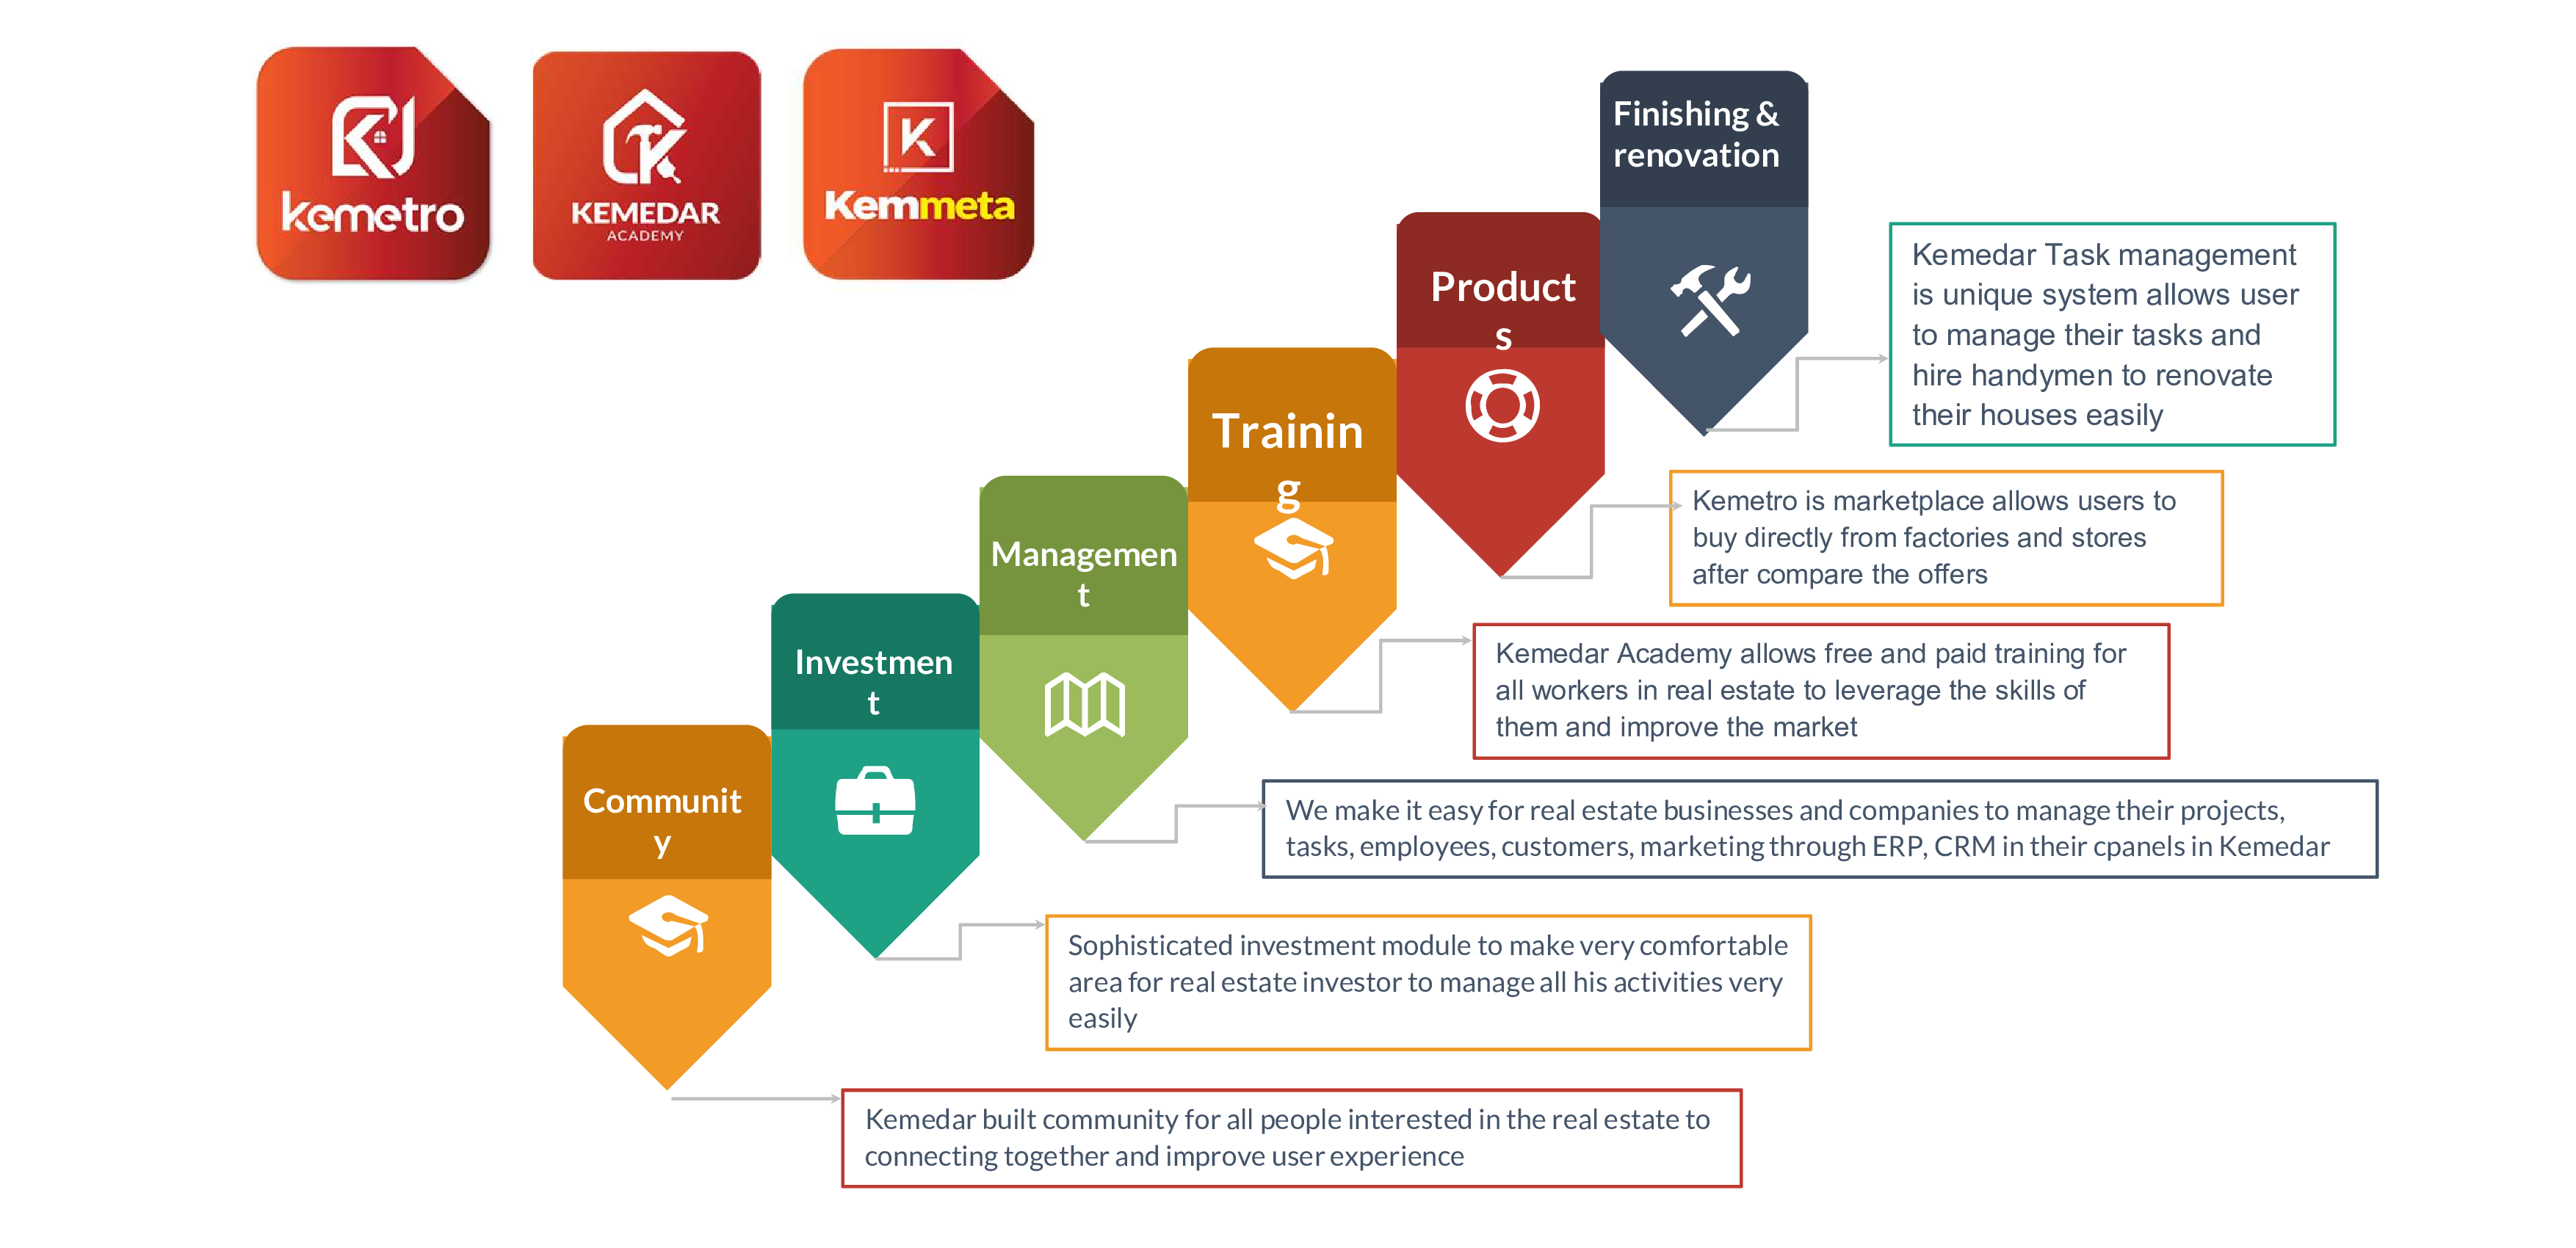 kemetro
KEMEDAR
ACADEMY
K
Kemmeta
Finishing &
renovation
Kemedar Task management
is unique system allows user
to manage their tasks and
hire handymen to renovate
their houses easily
Product
s
Kemetro is marketplace allows users to
buy directly from factories and stores
after compare the offers
Trainin
g
Kemedar Academy allows free and paid training for
all workers in real estate to leverage the skills of
them and improve the market
Managemen
t
We make it easy for real estate businesses and companies to manage their projects,
tasks, employees, customers, marketing through ERP, CRM in their cpanels in Kemedar
Investmen
t
Sophisticated investment module to make very comfortable
area for real estate investor to manage all his activities very
easily
Communit
y
Kemedar built community for all people interested in the real estate to
connecting together and improve user experience